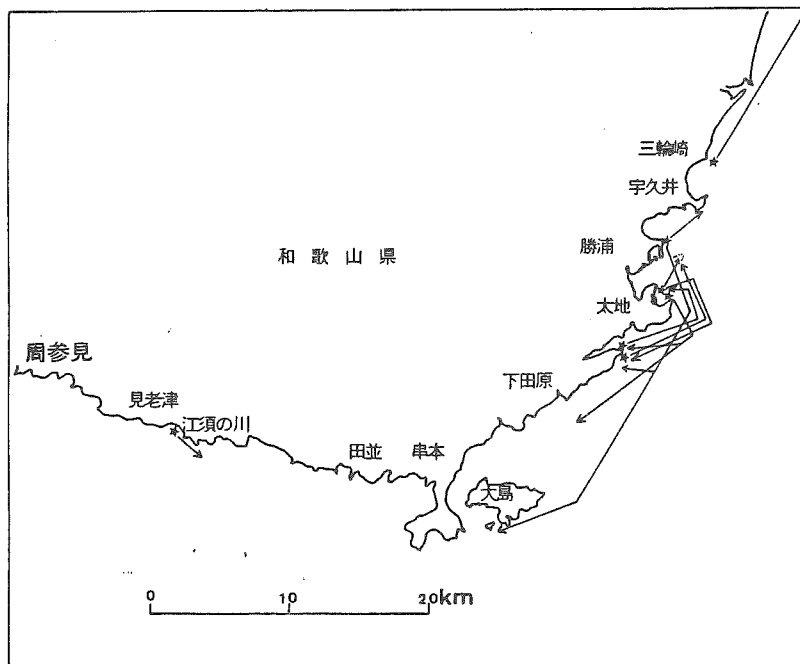 三輪崎
宇久井
勝浦
和歌山県
太地
周参見
下田原
見老津
江須の川
田並
串本
大島
0
10
20km